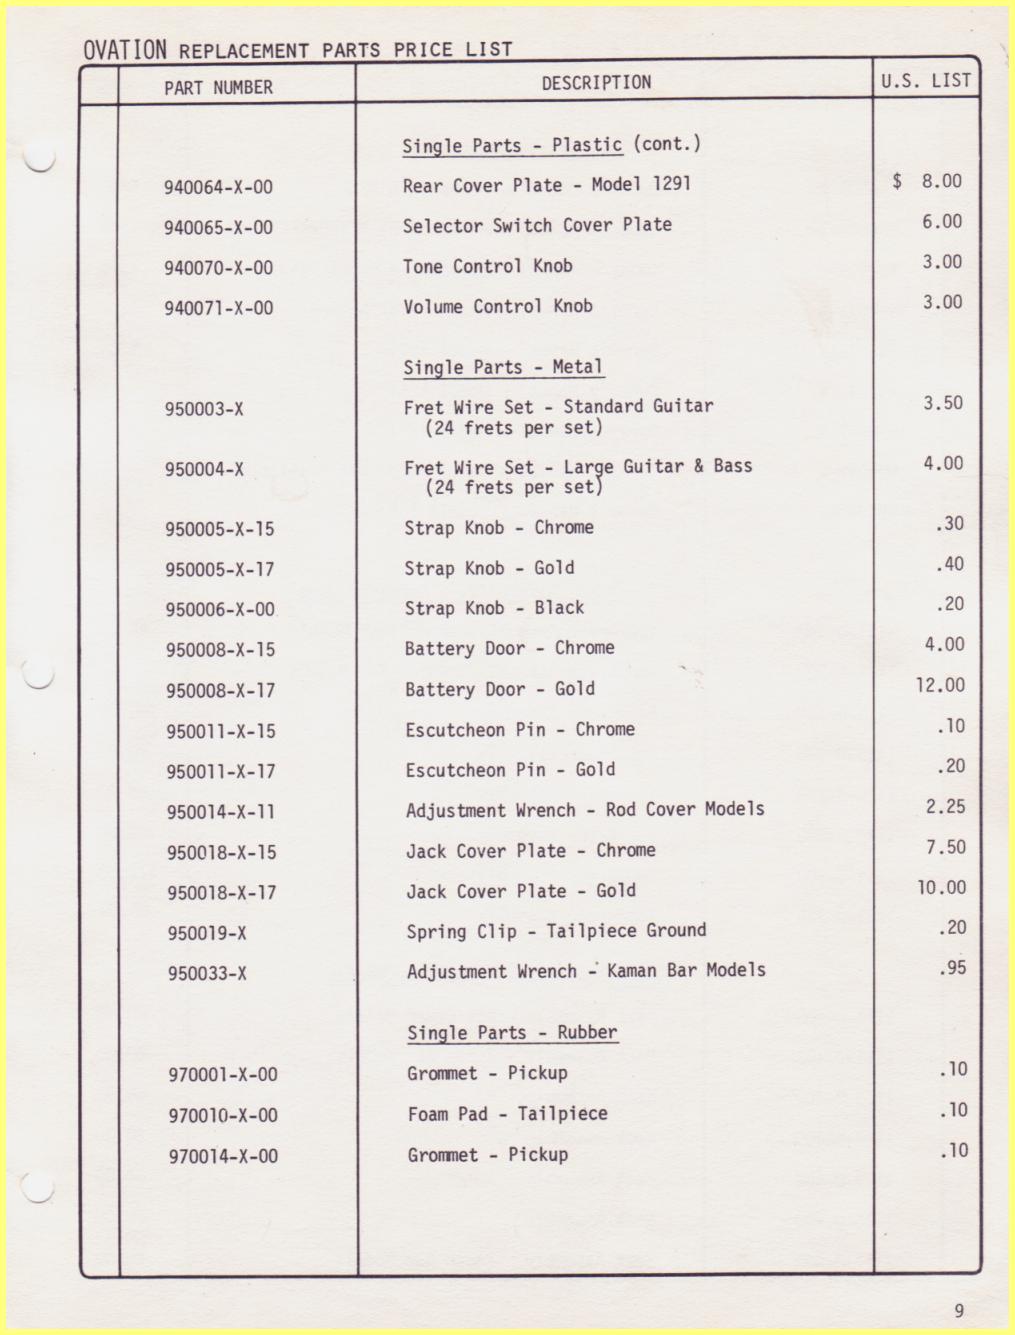 OVATION REPLACEMENT PARTS PRICE LIST
PART NUMBER DESCRIPTION U.S. LIST
Single Parts - Plastic (cont.)
940064-X-00 Rear Cover Plate - Model 1291 $ 8.00
940065-X-00 Selector Switch Cover Plate 6.00
940070-X-00 Tone Control Knob 3.00
940071-X-00 Volume Control Knob 3.00
Single Parts - Metal
950003-X Fret Wire Set - Standard Guitar 3.50
(24 frets per set)
950004-X Fret Wire Set - Large Guitar & Bass 4.00
(24 frets per set)
950005-X-15 Strap Knob - Chrome .30
950005-X-17 Strap Knob - Gold .40
950006-X-00 Strap Knob - Black .20
950008-X-15 Battery Door - Chrome 4.00
950008-X-17 Battery Door - Gold 12.00
950011-X-15 Escutcheon Pin - Chrome .10
950011-X-17 Escutcheon Pin - Gold .20
950014-X-11 Adjustment Wrench - Rod Cover Models 2.25
950018-X-15 Jack Cover Plate - Chrome 7.50
950018-X-17 Jack Cover Plate - Gold 10.00
950019-X Spring Clip - Tailpiece Ground .20
950033-X Adjustment Wrench - Kaman Bar Models .95
Single Parts - Rubber
970001-X-00 Grommet - Pickup .10
970010-X-00 Foam Pad - Tailpiece .10
970014-X-00 Grommet - Pickup .10
9